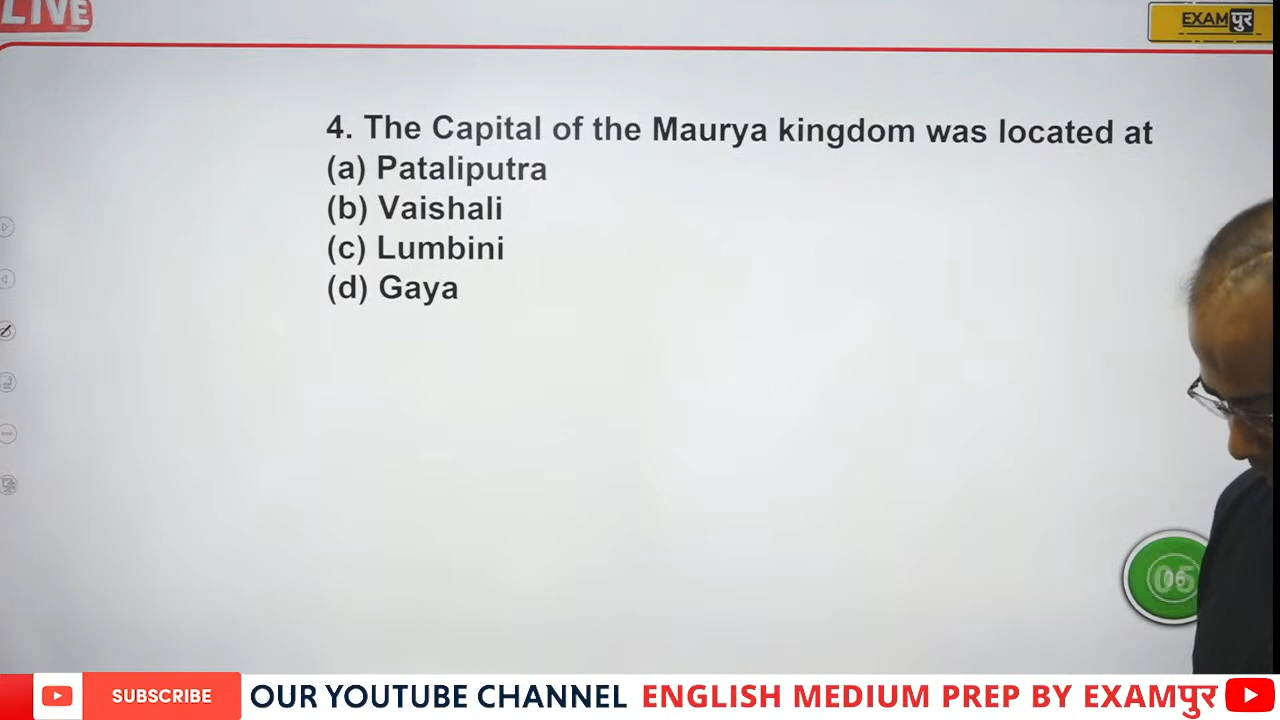 LIVE
EXAMपुर
4. The Capital of the Maurya kingdom was located at
(a) Pataliputra
(b) Vaishali
(c) Lumbini
(d) Gaya
SUBSCRIBE
OUR YOUTUBE CHANNEL ENGLISH MEDIUM PREP BY EXAMपुर